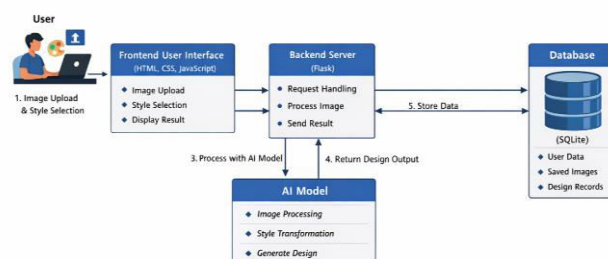 User
1. Image Upload
& Style Selection
Frontend User Interface
(HTML, CSS, JavaScript)
Image Upload
Style Selection
Display Result
Backend Server
(Flask)
Request Handling
Process Image
Send Result
3. Process with AI Model
4. Return Design Output
5. Store Data
Database
(SQLite)
User Data
Saved Images
Design Records
AI Model
Image Processing
Style Transformation
Generate Design